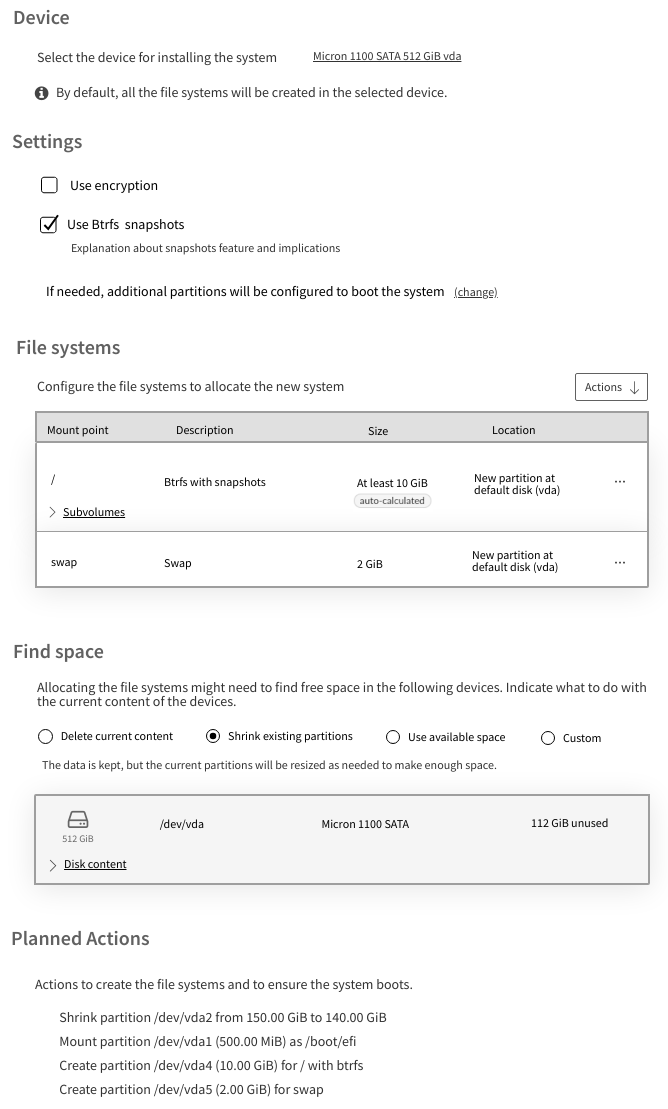 Device
Select the device for installing the system Micron 1100 SATA 512 GiB vda
By default, all the file systems will be created in the selected device.
Settings
Use encryption
Use Btrfs snapshots
Explanation about snapshots feature and implications
If needed, additional partitions will be configured to boot the system (change)
File systems
Configure the file systems to allocate the new system Actions
Mount point Description Size Location
/ Btrfs with snapshots At least 10 GiB New partition at
default disk (vda) ...
auto-calculated
Subvolumes
swap Swap 2 GiB New partition at
default disk (vda) ...
Find space
Allocating the file systems might need to find free space in the following devices. Indicate what to do with
the current content of the devices.
Delete current content Shrink existing partitions Use available space Custom
The data is kept, but the current partitions will be resized as needed to make enough space.
512 GiB /dev/vda Micron 1100 SATA 112 GiB unused
Disk content
Planned Actions
Actions to create the file systems and to ensure the system boots.
Shrink partition /dev/vda2 from 150.00 GiB to 140.00 GiB
Mount partition /dev/vda1 (500.00 MiB) as /boot/efi
Create partition /dev/vda4 (10.00 GiB) for / with btrfs
Create partition /dev/vda5 (2.00 GiB) for swap